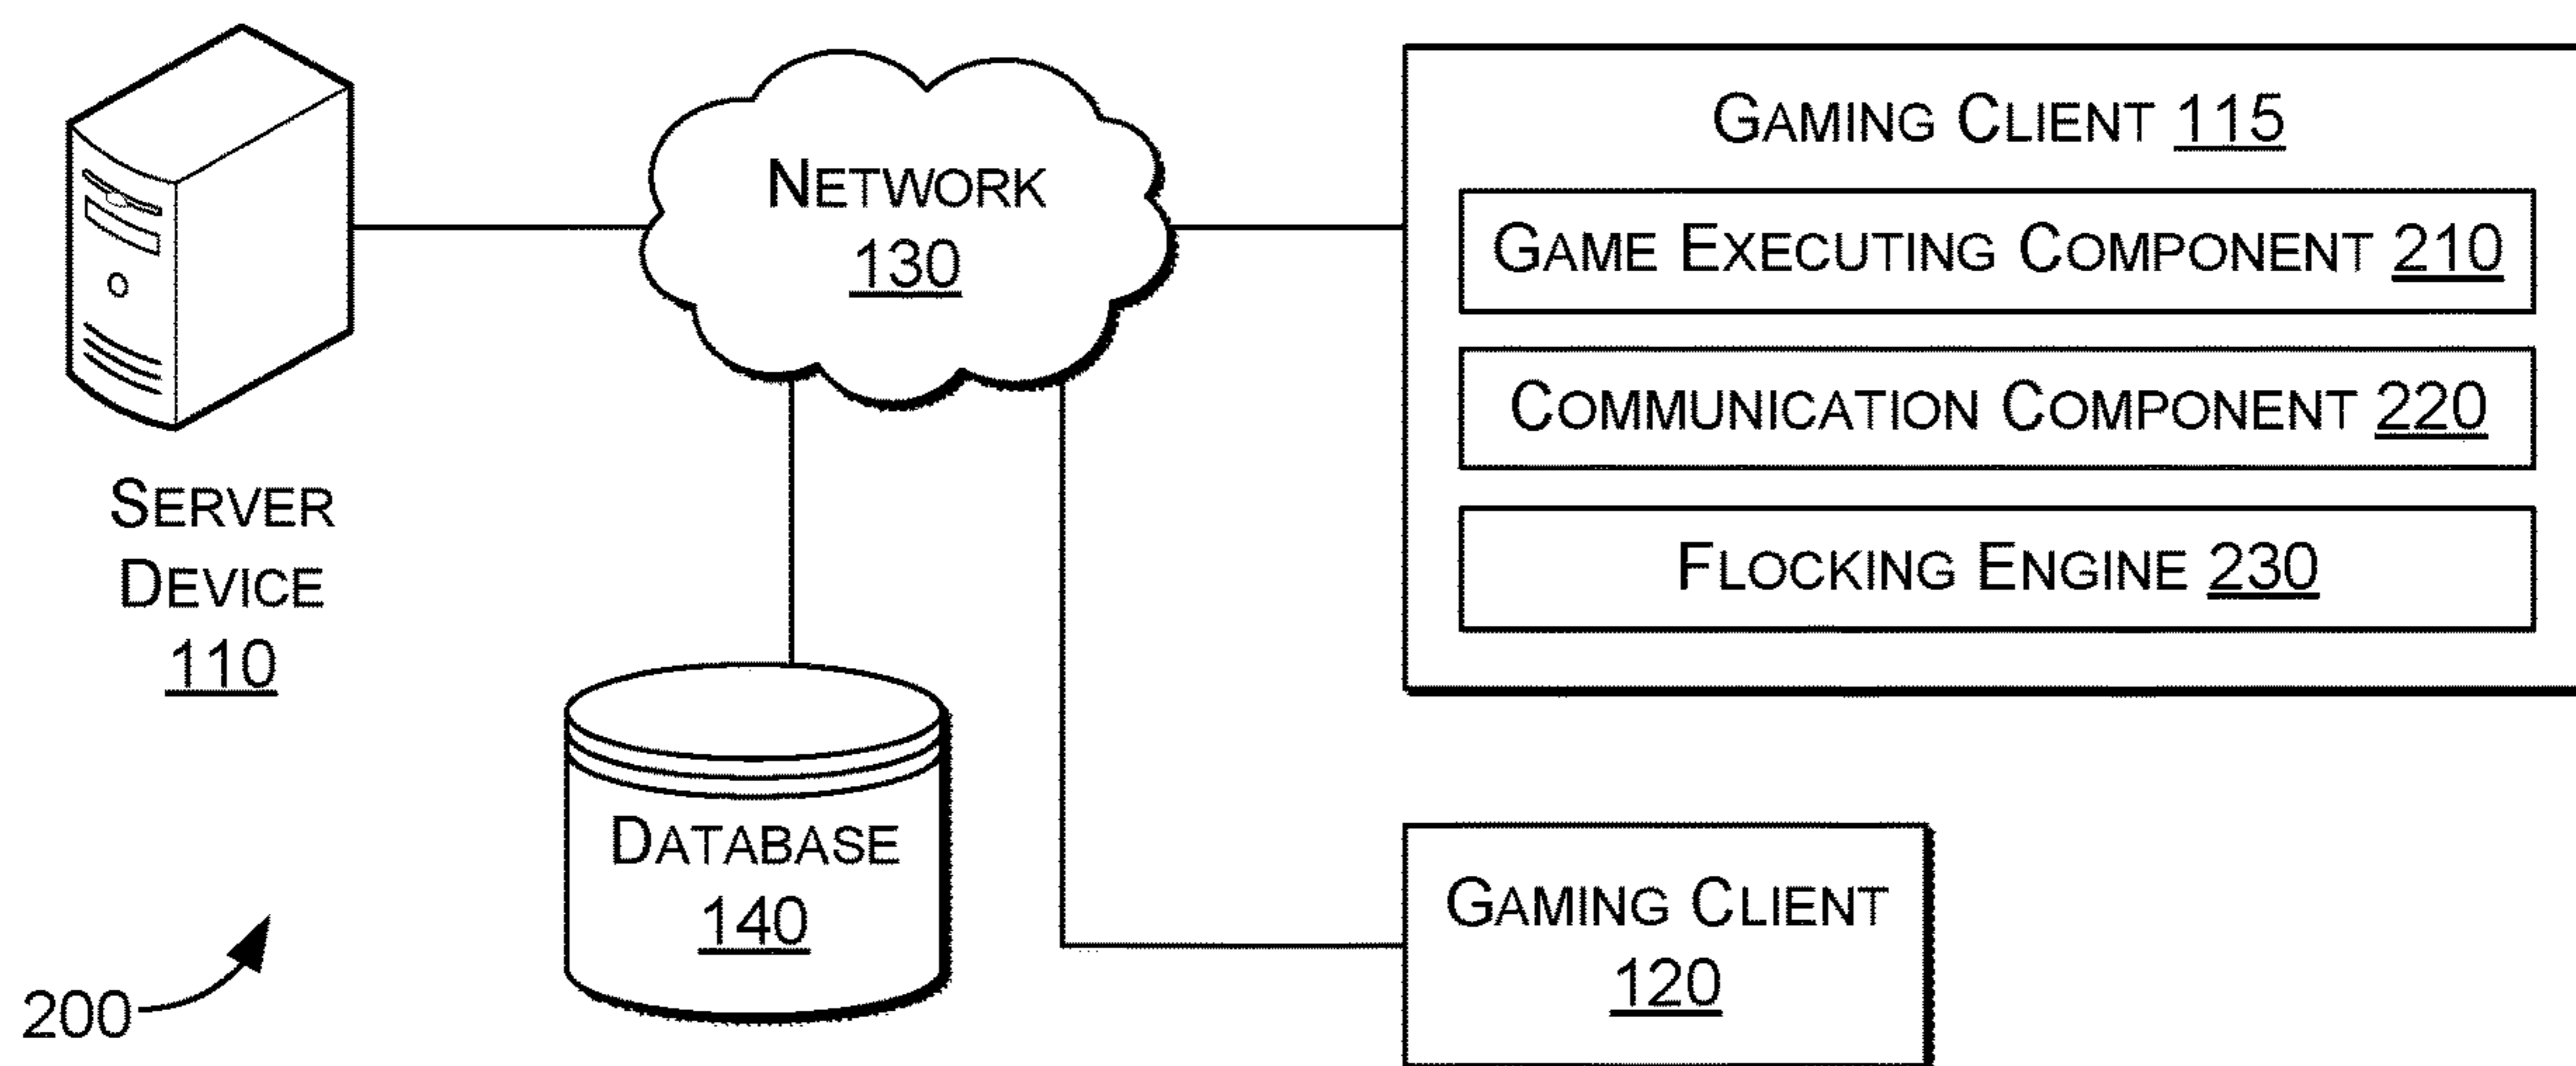 SERVER
DEVICE
110
NETWORK
130
GAMING CLIENT 115
GAME EXECUTING COMPONENT 210
COMMUNICATION COMPONENT 220
FLOCKING ENGINE 230
DATABASE
140
GAMING CLIENT
120
200